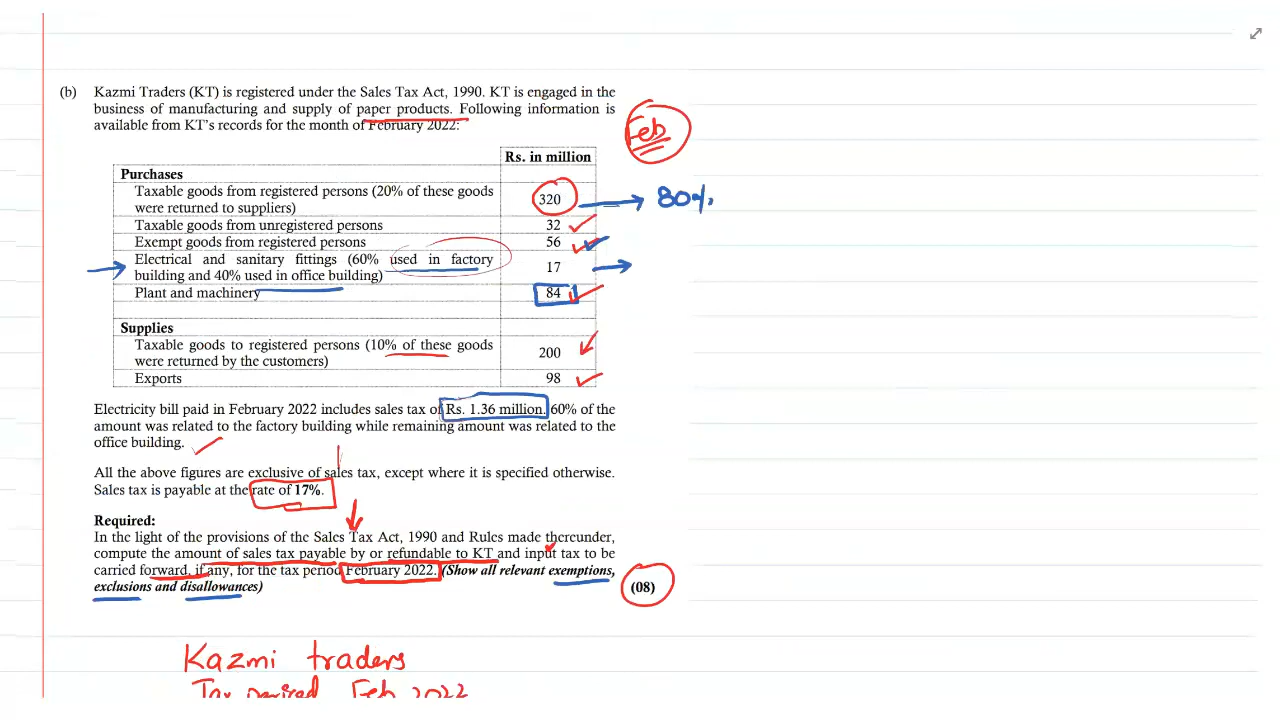 (b) Kazmi Traders (KT) is registered under the Sales Tax Act, 1990. KT is engaged in the
business of manufacturing and supply of paper products. Following information is
available from KT's records for the month of February 2022:
Feb
Rs. in million
Purchases
Taxable goods from registered persons (20% of these goods
were returned to suppliers) 320 80%
Taxable goods from unregistered persons 32
Exempt goods from registered persons 56
Electrical and sanitary fittings (60% used in factory
building and 40% used in office building) 17
Plant and machinery 84
Supplies
Taxable goods to registered persons (10% of these goods
were returned by the customers) 200
Exports 98
Electricity bill paid in February 2022 includes sales tax of Rs. 1.36 million. 60% of the
amount was related to the factory building while remaining amount was related to the
office building.
All the above figures are exclusive of sales tax, except where it is specified otherwise.
Sales tax is payable at the rate of 17%.
Required:
In the light of the provisions of the Sales Tax Act, 1990 and Rules made thereunder,
compute the amount of sales tax payable by or refundable to KT and input tax to be
carried forward, if any, for the tax period February 2022. (Show all relevant exemptions,
exclusions and disallowances) (08)
Kazmi traders
Tax period Feb 2022